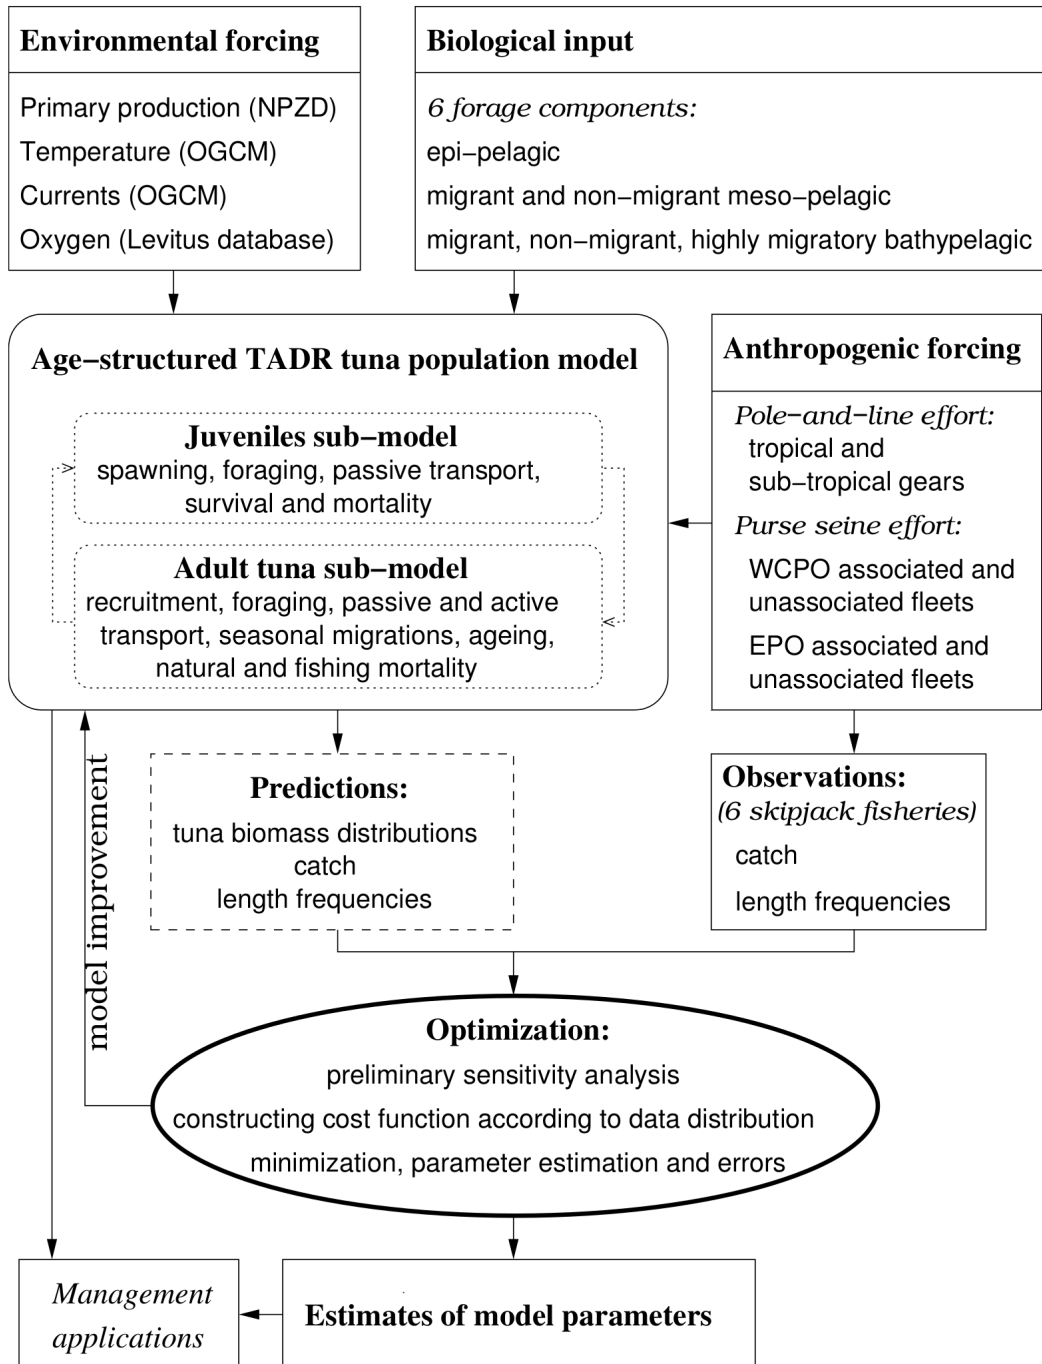 Environmental forcing
Primary production (NPZD)
Temperature (OGCM)
Currents (OGCM)
Oxygen (Levitus database)
Biological input
6 forage components:
epi−pelagic
migrant and non−migrant meso−pelagic
migrant, non−migrant, highly migratory bathypelagic
Age−structured TADR tuna population model
Juveniles sub−model
spawning, foraging, passive transport,
survival and mortality
Adult tuna sub−model
recruitment, foraging, passive and active
transport, seasonal migrations, ageing,
natural and fishing mortality
Anthropogenic forcing
Pole−and−line effort:
tropical and
sub−tropical gears
Purse seine effort:
WCPO associated and
unassociated fleets
EPO associated and
unassociated fleets
model improvement
Predictions:
tuna biomass distributions
catch
length frequencies
Observations:
(6 skipjack fisheries)
catch
length frequencies
Optimization:
preliminary sensitivity analysis
constructing cost function according to data distribution
minimization, parameter estimation and errors
Management
applications
Estimates of model parameters